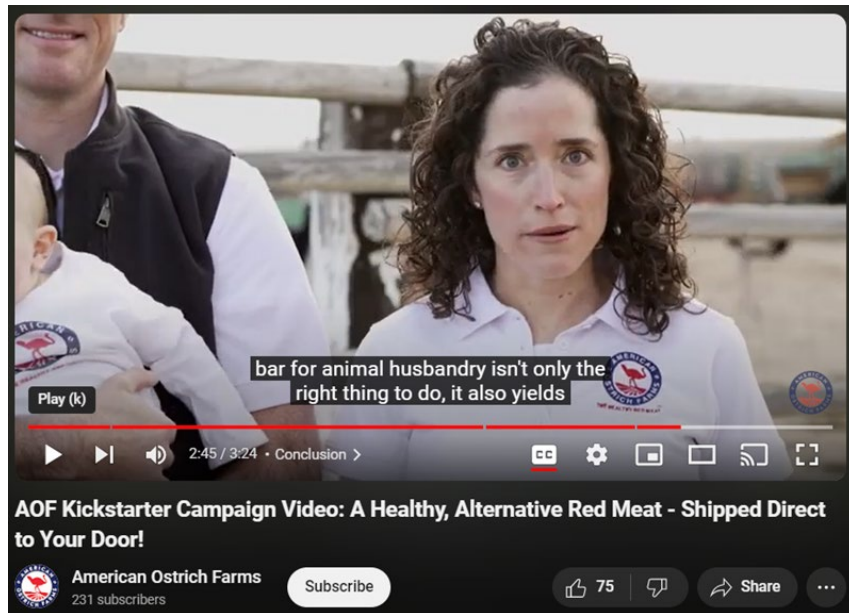 AMERICAN
OSTRICH FARMS
bar for animal husbandry isn't only the
right thing to do, it also yields
Play (k)
2:45 / 3:24 • Conclusion >
CC
AOF Kickstarter Campaign Video: A Healthy, Alternative Red Meat - Shipped Direct
to Your Door!
American Ostrich Farms
231 subscribers
Subscribe
75
Share